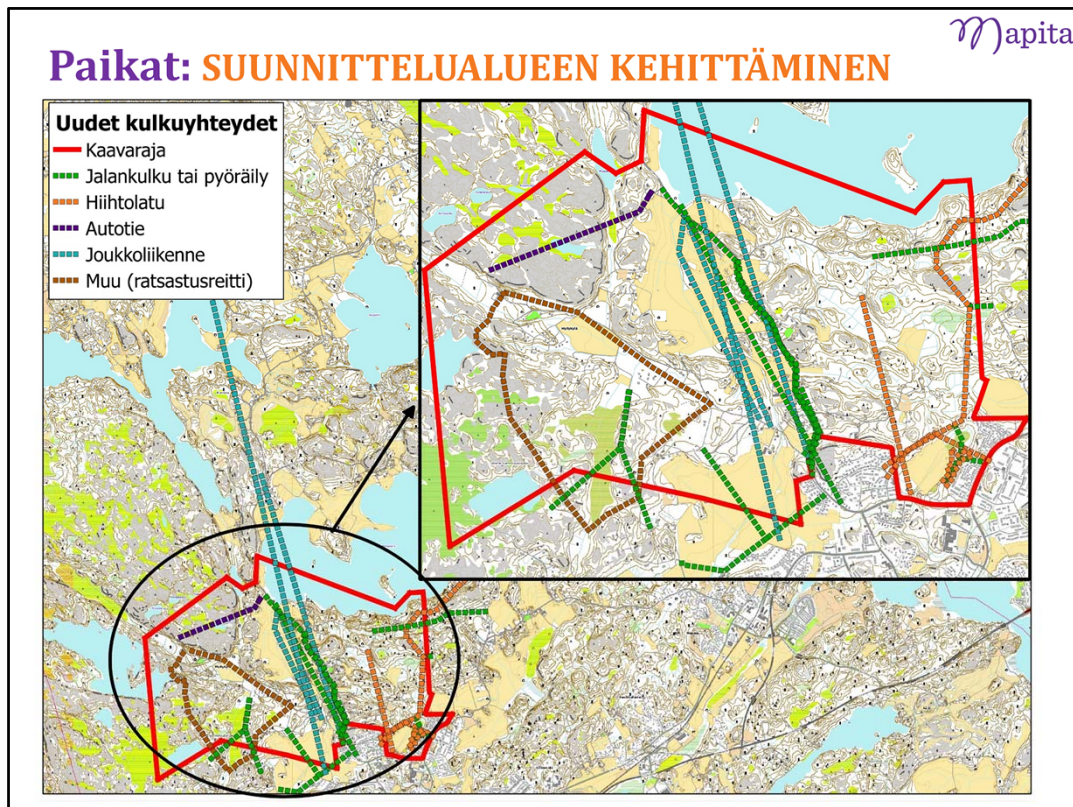 Mapita
Paikat: SUUNNITTELUALUEEN KEHITTÄMINEN
Uudet kulkuyhteydet
Kaavaraja
Jalankulku tai pyöräily
Hiihtolatu
Autotie
Joukkoliikenne
Muu (ratsastusreitti)